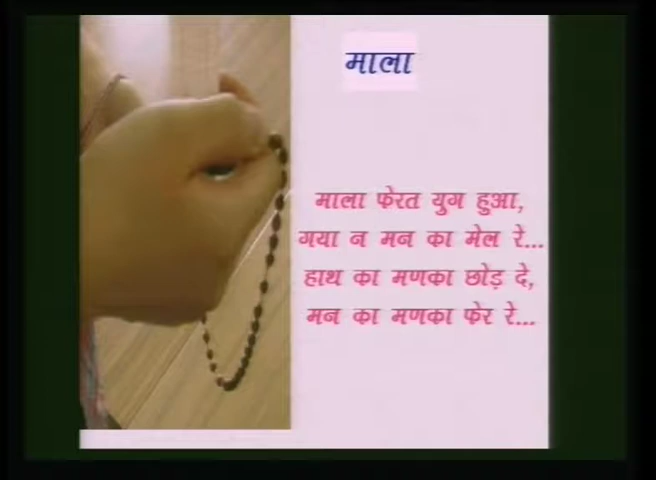 माला
माला फेरत युग हुआ,
गया न मन का मेल रे...
हाथ का मणका छोड़ दे,
मन का मणका फेर रे...